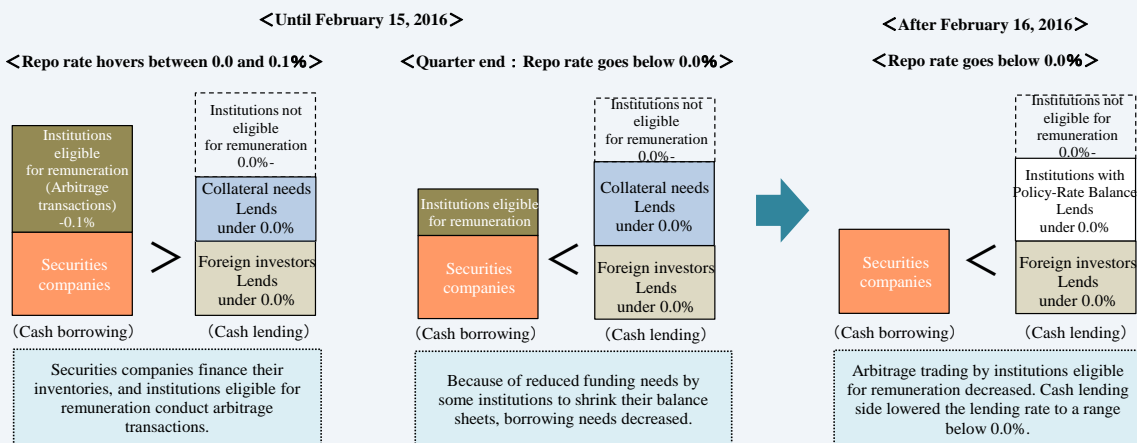 ＜Until February 15, 2016＞
＜After February 16, 2016＞
＜Repo rate hovers between 0.0 and 0.1%＞
＜Quarter end：Repo rate goes below 0.0%＞
＜Repo rate goes below 0.0%＞
Institutions
eligible
for remuneration
(Arbitrage
transactions)
-0.1%
Securities
companies
（Cash borrowing）
＞
Institutions not
eligible
for remuneration
0.0%-
Collateral needs
Lends
under 0.0%
Foreign investors
Lends
under 0.0%
（Cash lending）
Securities companies finance their
inventories, and institutions eligible for
remuneration conduct arbitrage
transactions.
Institutions eligible
for remuneration
Securities
companies
（Cash borrowing）
＜
Institutions not
eligible
for remuneration
0.0%-
Collateral needs
Lends
under 0.0%
Foreign investors
Lends
under 0.0%
（Cash lending）
Because of reduced funding needs by
some institutions to shrink their balance
sheets, borrowing needs decreased.
Securities
companies
（Cash borrowing）
＜
Institutions not
eligible for
remuneration
0.0%-
Institutions with
Policy-Rate Balance
Lends
under 0.0%
Foreign investors
Lends
under 0.0%
（Cash lending）
Arbitrage trading by institutions eligible
for remuneration decreased. Cash lending
side lowered the lending rate to a range
below 0.0%.